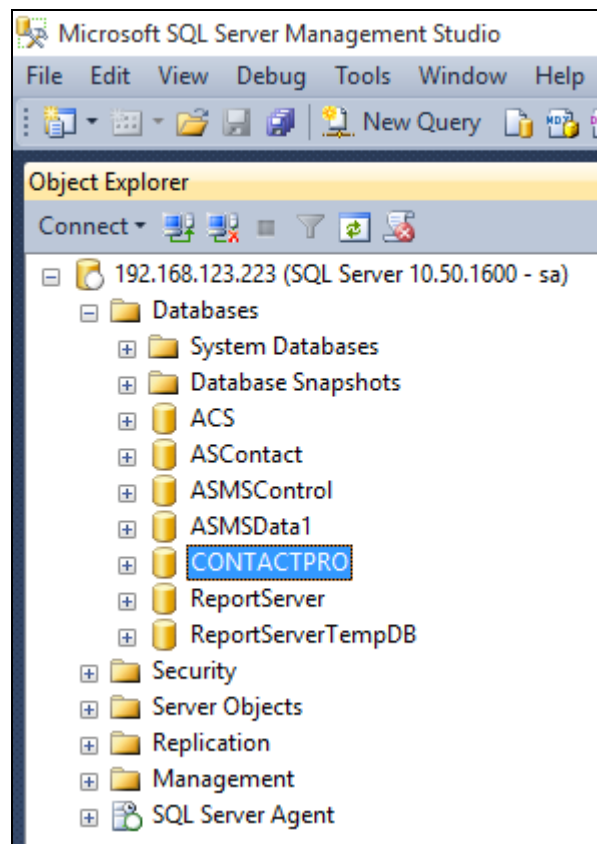 Microsoft SQL Server Management Studio
File Edit View Debug Tools Window Help
New Query
Object Explorer
Connect
192.168.123.223 (SQL Server 10.50.1600 - sa)
Databases
System Databases
Database Snapshots
ACS
ASContact
ASMSControl
ASMSData1
CONTACTPRO
ReportServer
ReportServerTempDB
Security
Server Objects
Replication
Management
SQL Server Agent